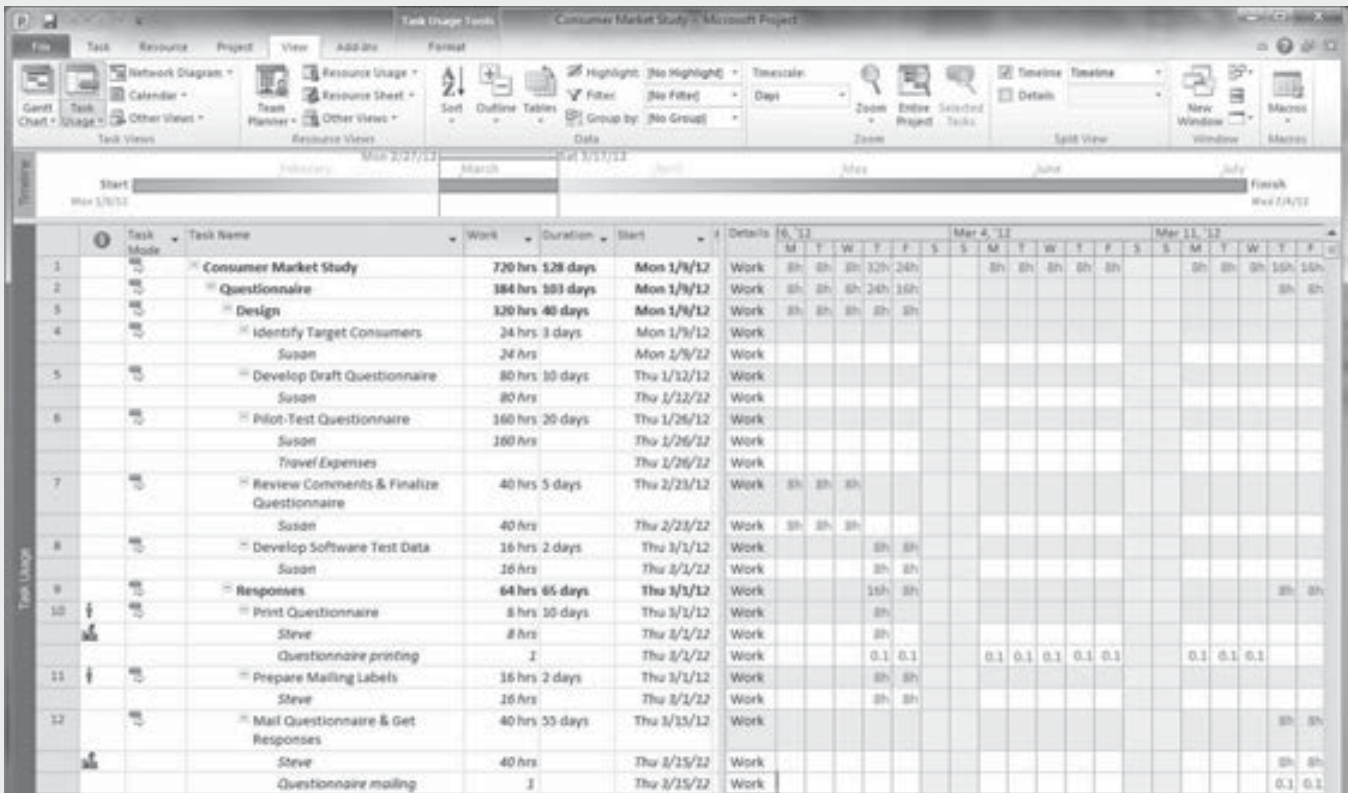 Task Usage Tools Consumer Market Study - Microsoft Project
File Task Resource Project View Add-Ins Format
Network Diagram Resource Usage Highlight: [No Highlight] Timescale: Timeline Timeline
Calendar Resource Sheet Filter: [No Filter] Days Details
Gantt Chart Task Usage Other Views Team Planner Other Views Sort Outline Tables Group by: [No Group] Zoom Entire Project Selected Tasks New Window Macros
Task Views Resource Views Data Zoom Split View Window Macros
Mon 2/27/12 Sat 3/17/12
February March April May June July
Timeline Start Finish
Mon 1/9/12 Wed 7/4/12
Task Mode Task Name Work Duration Start Details 6, '12 Mar 4, '12 Mar 11, '12
M T W T F S S M T W T F S S M T W T F
1 Consumer Market Study 720 hrs 128 days Mon 1/9/12 Work 8h 8h 8h 32h 24h 8h 8h 8h 8h 8h 8h 8h 8h 16h 16h
2 Questionnaire 384 hrs 103 days Mon 1/9/12 Work 8h 8h 8h 24h 16h 8h 8h
3 Design 320 hrs 40 days Mon 1/9/12 Work 8h 8h 8h 8h 8h
4 Identify Target Consumers 24 hrs 3 days Mon 1/9/12 Work
Susan 24 hrs Mon 1/9/12 Work
5 Develop Draft Questionnaire 80 hrs 10 days Thu 1/12/12 Work
Susan 80 hrs Thu 1/12/12 Work
6 Pilot-Test Questionnaire 160 hrs 20 days Thu 1/26/12 Work
Susan 160 hrs Thu 1/26/12 Work
Travel Expenses Thu 1/26/12 Work
7 Review Comments & Finalize 40 hrs 5 days Thu 2/23/12 Work 8h 8h 8h
Questionnaire
Susan 40 hrs Thu 2/23/12 Work 8h 8h 8h
8 Develop Software Test Data 16 hrs 2 days Thu 3/1/12 Work 8h 8h
Susan 16 hrs Thu 3/1/12 Work 8h 8h
9 Responses 64 hrs 65 days Thu 3/1/12 Work 16h 8h 8h 8h
10 Print Questionnaire 8 hrs 10 days Thu 3/1/12 Work 8h
Steve 8 hrs Thu 3/1/12 Work 8h
Questionnaire printing 1 Thu 3/1/12 Work 0.1 0.1 0.1 0.1 0.1 0.1 0.1 0.1 0.1 0.1
11 Prepare Mailing Labels 16 hrs 2 days Thu 3/1/12 Work 8h 8h
Steve 16 hrs Thu 3/1/12 Work 8h 8h
12 Mail Questionnaire & Get 40 hrs 55 days Thu 3/15/12 Work 8h 8h
Responses
Steve 40 hrs Thu 3/15/12 Work 8h 8h
Questionnaire mailing 1 Thu 3/15/12 Work 0.1 0.1
Task Usage